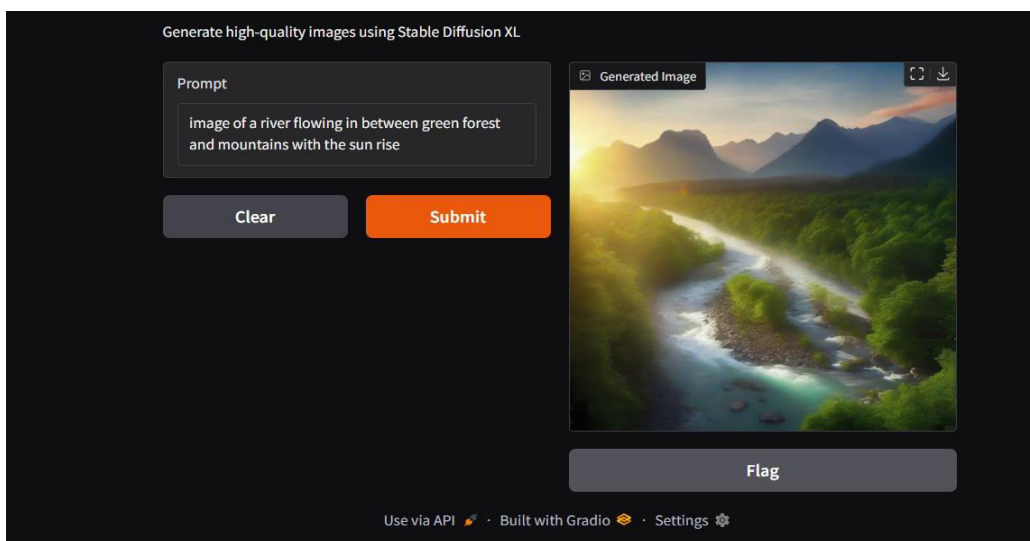 Generate high-quality images using Stable Diffusion XL
Prompt
image of a river flowing in between green forest
and mountains with the sun rise
Clear
Submit
Generated Image
Flag
Use via API 🚀 · Built with Gradio · Settings ⚙️